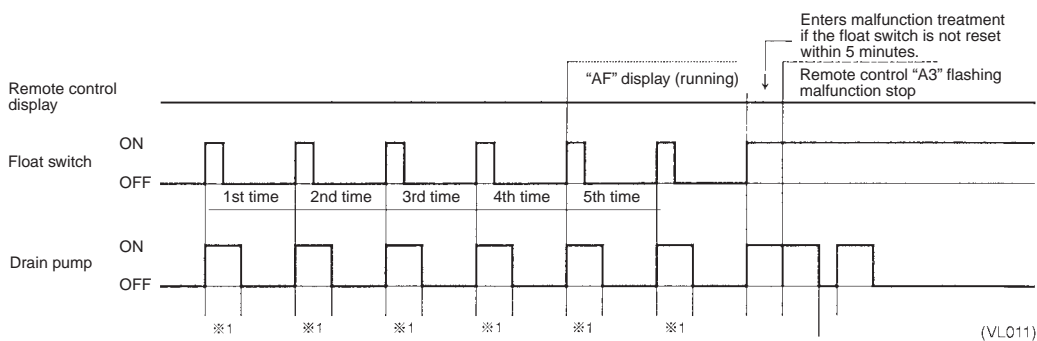 Enters malfunction treatment
if the float switch is not reset
within 5 minutes.
"AF" display (running)
Remote control "A3" flashing
malfunction stop
Remote control
display
ON
Float switch
OFF
1st time
2nd time
3rd time
4th time
5th time
ON
Drain pump
OFF
※1
※1
※1
※1
※1
※1
(VL011)